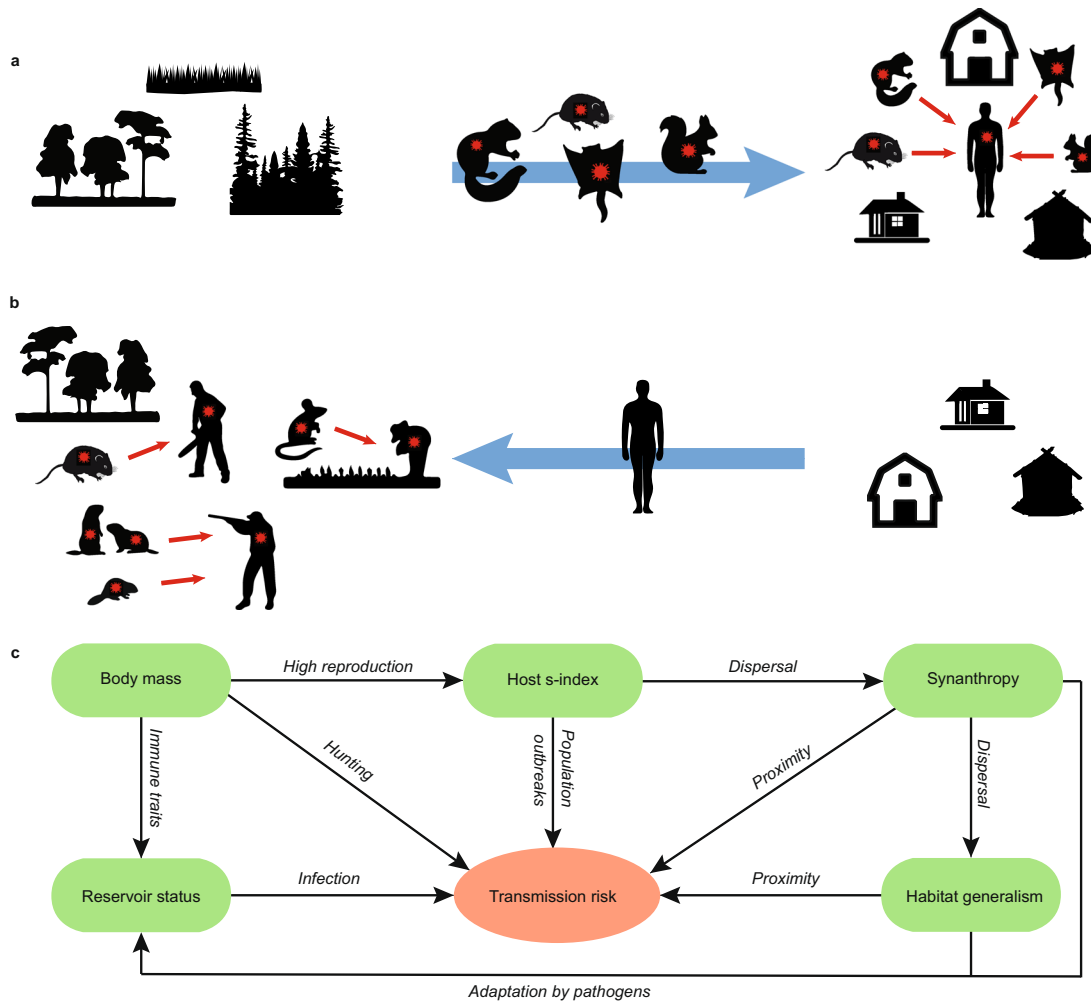 a
b
c
Body mass
High reproduction
Host s-index
Dispersal
Synanthropy
Immune traits
Hunting
Population
outbreaks
Proximity
Dispersal
Reservoir status
Infection
Transmission risk
Proximity
Habitat generalism
Adaptation by pathogens